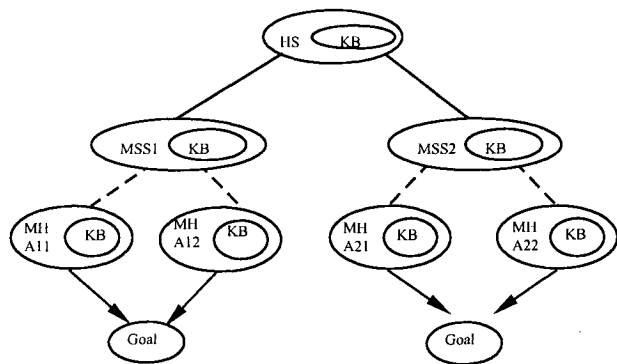 HS KB
MSS1 KB
MSS2 KB
MH
A11
KB
MH
A12
KB
MH
A21
KB
MH
A22
KB
Goal
Goal